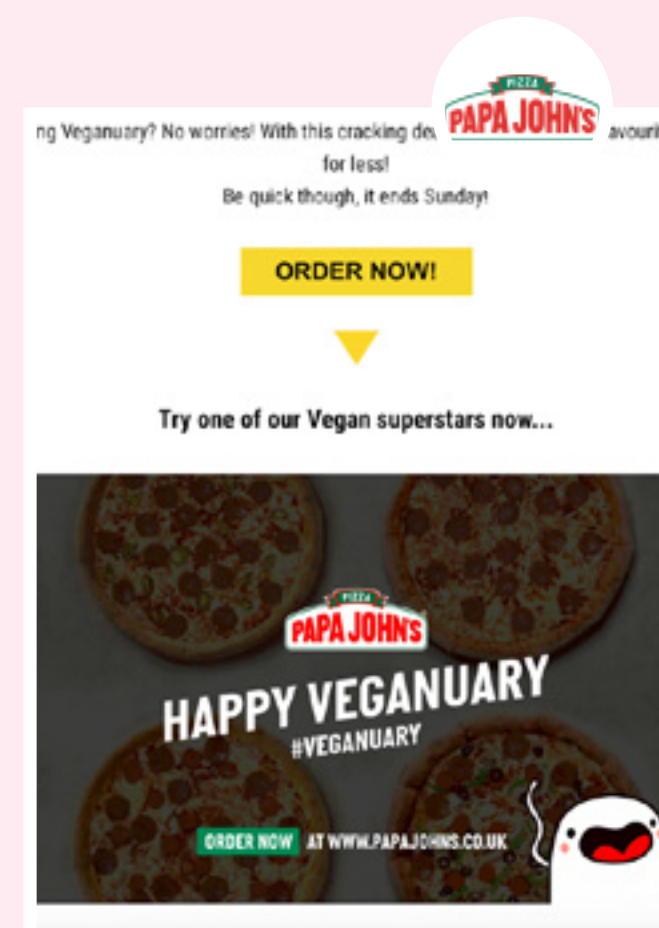 PIZZA
PAPA JOHN'S
ng Veganuary? No worries! With this cracking
for less!
Be quick though, it ends Sunday!
ORDER NOW!
Try one of our Vegan superstars now...
PIZZA
PAPA JOHN'S
HAPPY VEGANUARY
#VEGANUARY
ORDER NOW AT WWW.PAPAJOHNS.CO.UK